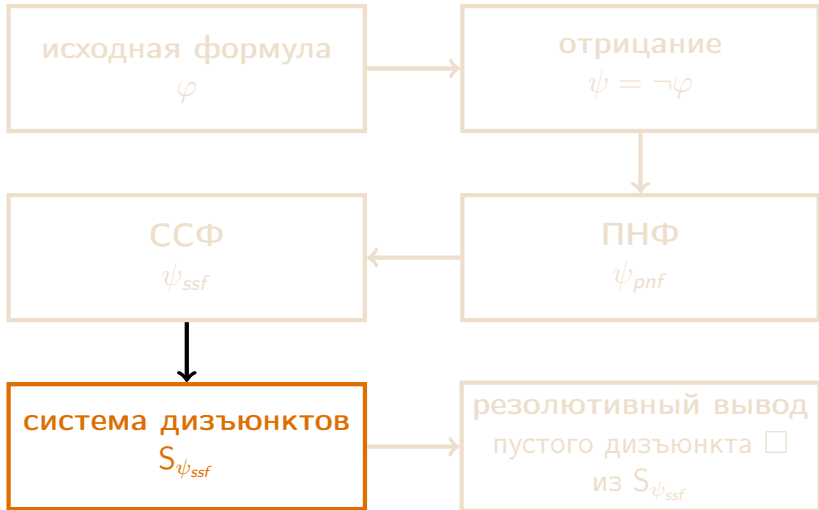 исходная формула
φ
отрицание
ψ = ¬φ
ССФ
ψ_ssf
ПНФ
ψ_pnf
система дизъюнктов
S_ψ_ssf
резолютивный вывод
пустого дизъюнкта □
из S_ψ_ssf